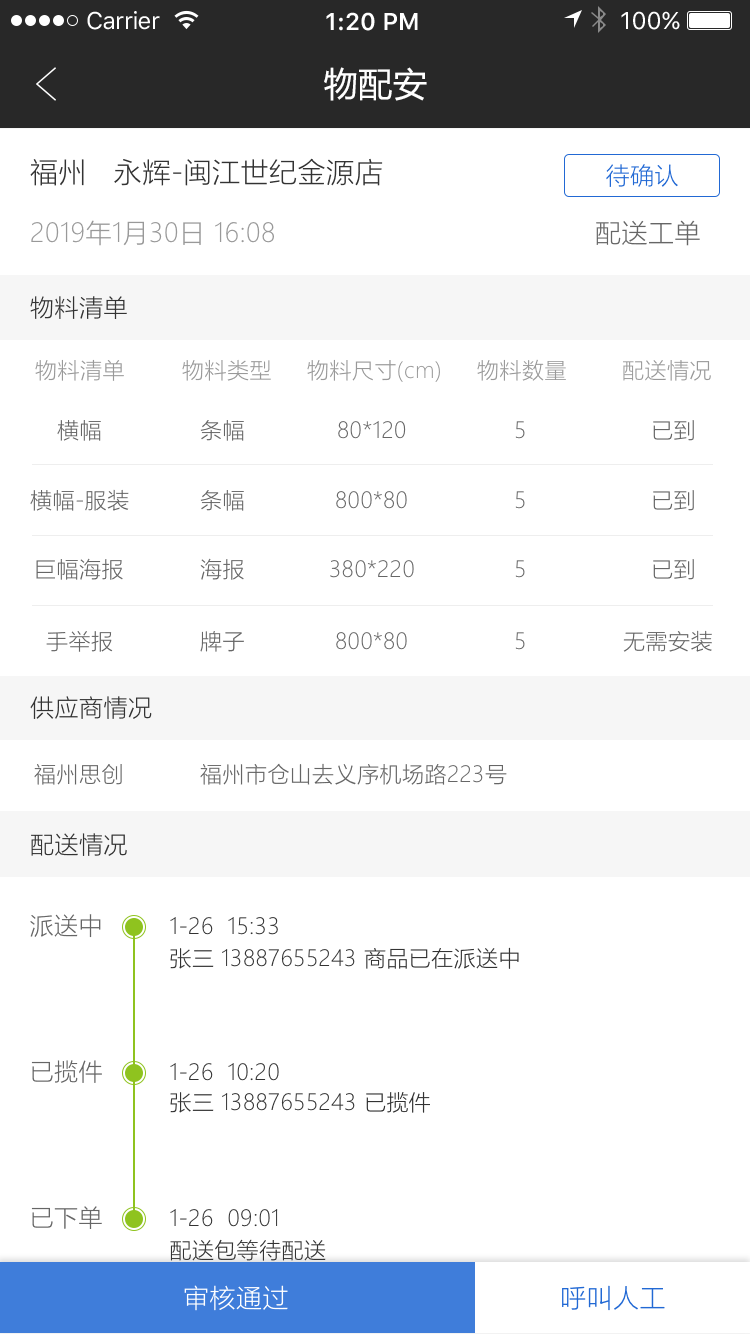 Carrier 1:20 PM 100%
物配安
福州 永辉-闽江世纪金源店 待确认
2019年1月30日 16:08 配送工单
物料清单
物料清单 物料类型 物料尺寸(cm) 物料数量 配送情况
横幅 条幅 80*120 5 已到
横幅-服装 条幅 800*80 5 已到
巨幅海报 海报 380*220 5 已到
手举报 牌子 800*80 5 无需安装
供应商情况
福州思创 福州市仓山去义序机场路223号
配送情况
派送中 1-26 15:33
张三 13887655243 商品已在派送中
已揽件 1-26 10:20
张三 13887655243 已揽件
已下单 1-26 09:01
配送包等待配送
审核通过 呼叫人工